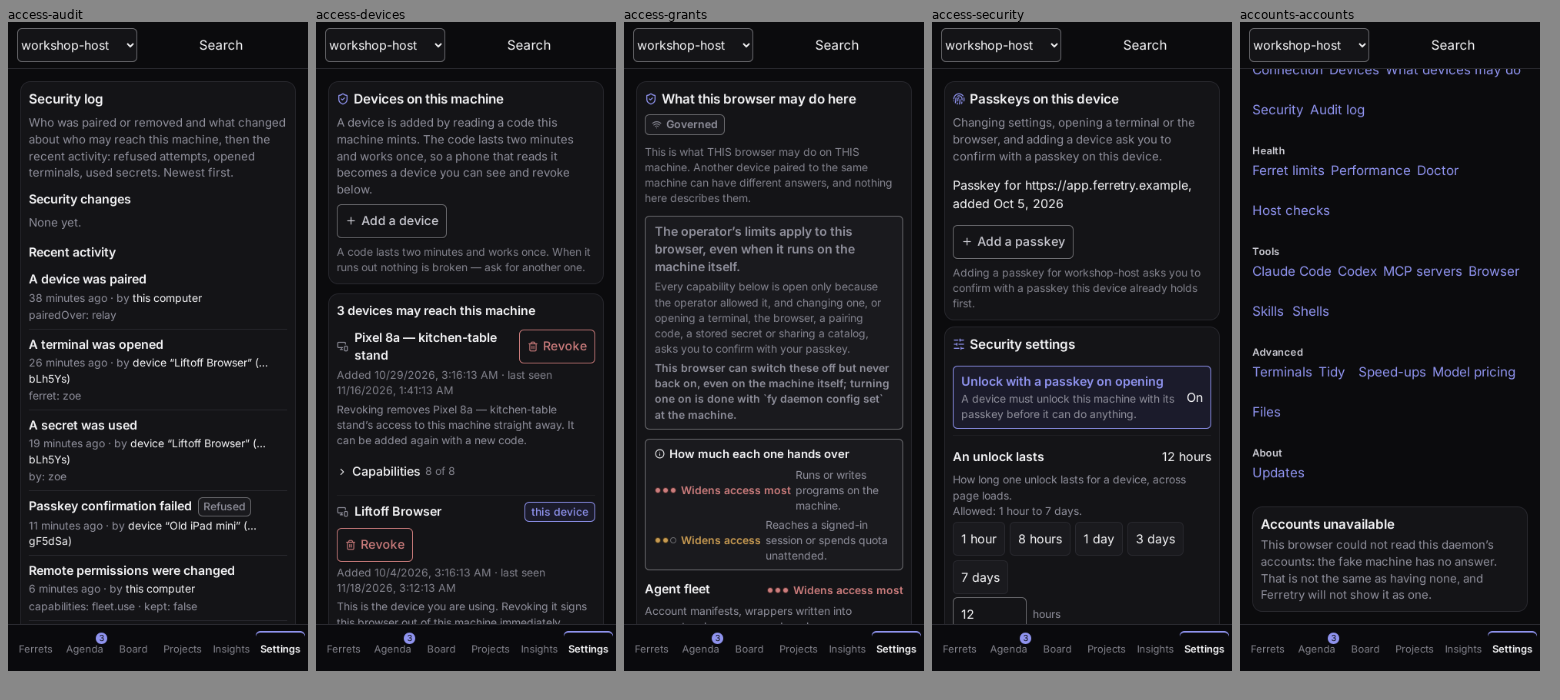 access-audit
workshop-host
Search
Security log
Who was paired or removed and what changed
about who may reach this machine, then the
recent activity: refused attempts, opened
terminals, used secrets. Newest first.
Security changes
None yet.
Recent activity
A device was paired
38 minutes ago · by this computer
pairedOver: relay
A terminal was opened
26 minutes ago · by device “Liftoff Browser” (…
bLh5Ys)
ferret: zoe
A secret was used
19 minutes ago · by device “Liftoff Browser” (…
bLh5Ys)
by: zoe
Passkey confirmation failed Refused
11 minutes ago · by device “Old iPad mini” (…
gF5dSa)
Remote permissions were changed
6 minutes ago · by this computer
capabilities: fleet.use · kept: false
3
Ferrets Agenda Board Projects Insights Settings
access-devices
workshop-host
Search
Devices on this machine
A device is added by reading a code this
machine mints. The code lasts two minutes
and works once, so a phone that reads it
becomes a device you can see and revoke
below.
+ Add a device
A code lasts two minutes and works once. When it
runs out nothing is broken — ask for another one.
3 devices may reach this machine
Pixel 8a — kitchen-table
stand
Revoke
Added 10/29/2026, 3:16:13 AM · last seen
11/16/2026, 1:41:13 AM
Revoking removes Pixel 8a — kitchen-table
stand’s access to this machine straight away. It
can be added again with a new code.
Capabilities 8 of 8
Liftoff Browser this device
Revoke
Added 10/4/2026, 3:16:13 AM · last seen
11/18/2026, 3:12:13 AM
This is the device you are using. Revoking it signs
this browser out of this machine immediately
3
Ferrets Agenda Board Projects Insights Settings
access-grants
workshop-host
Search
What this browser may do here
Governed
This is what THIS browser may do on THIS
machine. Another device paired to the same
machine can have different answers, and nothing
here describes them.
The operator’s limits apply to this
browser, even when it runs on the
machine itself.
Every capability below is open only because
the operator allowed it, and changing one, or
opening a terminal, the browser, a pairing
code, a stored secret or sharing a catalog,
asks you to confirm with your passkey.
This browser can switch these off but never
back on, even on the machine itself; turning
one on is done with `fy daemon config set`
at the machine.
How much each one hands over
Widens access most
Runs or writes
programs on the
machine.
Widens access
Reaches a signed-in
session or spends quota
unattended.
Agent fleet Widens access most
Account manifests, wrappers written into
3
Ferrets Agenda Board Projects Insights Settings
access-security
workshop-host
Search
Passkeys on this device
Changing settings, opening a terminal or the
browser, and adding a device ask you to
confirm with a passkey on this device.
Passkey for https://app.ferretry.example,
added Oct 5, 2026
+ Add a passkey
Adding a passkey for workshop-host asks you to
confirm with a passkey this device already holds
first.
Security settings
Unlock with a passkey on opening
A device must unlock this machine with its
passkey before it can do anything.
On
An unlock lasts 12 hours
How long one unlock lasts for a device, across
page loads.
Allowed: 1 hour to 7 days.
1 hour 8 hours 1 day 3 days
7 days
12 hours
3
Ferrets Agenda Board Projects Insights Settings
accounts-accounts
workshop-host
Search
Connection Devices What devices may do
Security Audit log
Health
Ferret limits Performance Doctor
Host checks
Tools
Claude Code Codex MCP servers Browser
Skills Shells
Advanced
Terminals Tidy Speed-ups Model pricing
Files
About
Updates
Accounts unavailable
This browser could not read this daemon’s
accounts: the fake machine has no answer.
That is not the same as having none, and
Ferretry will not show it as one.
3
Ferrets Agenda Board Projects Insights Settings